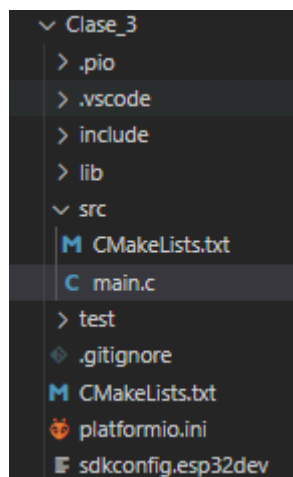 Clase_3
.pio
.vscode
include
lib
src
M CMakeLists.txt
C main.c
test
.gitignore
M CMakeLists.txt
platformio.ini
sdkconfig.esp32dev